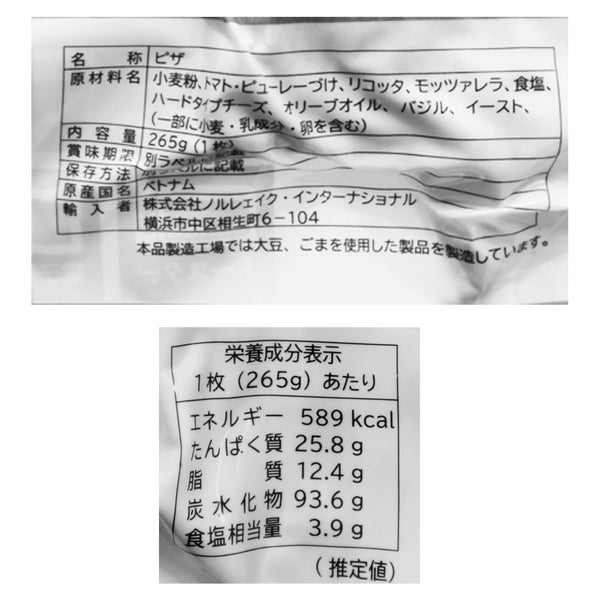 名称 ピザ
原材料名 小麦粉、トマト・ピューレーづけ、リコッタ、モッツァレラ、食塩、
ハードタイプチーズ、オリーブオイル、バジル、イースト、
(一部に小麦・乳成分・卵を含む)
内容量 265g(1枚)
賞味期限 別ラベルに記載
保存方法 別ラベルに記載
原産国名 ベトナム
輸入者 株式会社ノルレェイク・インターナショナル
横浜市中区相生町6-104
本品製造工場では大豆、ごまを使用した製品を製造しています。
栄養成分表示
1枚(265g)あたり
エネルギー 589 kcal
たんぱく質 25.8 g
脂質 12.4 g
炭水化物 93.6 g
食塩相当量 3.9 g
(推定値)